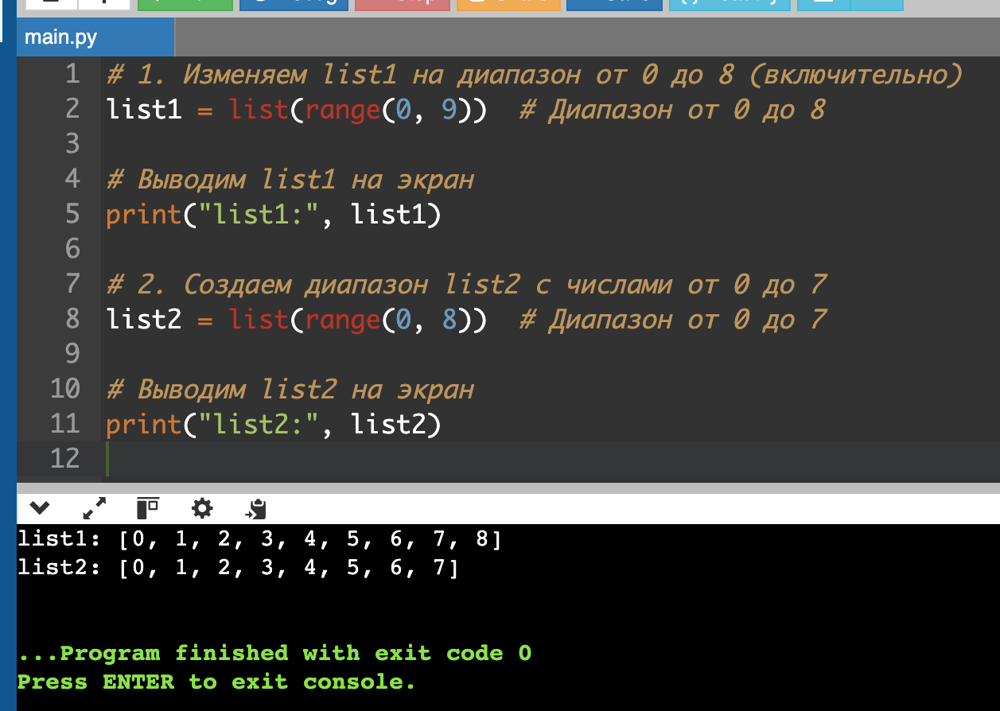 main.py
1 # 1. Изменяем list1 на диапазон от 0 до 8 (включительно)
2 list1 = list(range(0, 9))  # Диапазон от 0 до 8
3
4 # Выводим list1 на экран
5 print("list1:", list1)
6
7 # 2. Создаем диапазон list2 с числами от 0 до 7
8 list2 = list(range(0, 8))  # Диапазон от 0 до 7
9
10 # Выводим list2 на экран
11 print("list2:", list2)
12
list1: [0, 1, 2, 3, 4, 5, 6, 7, 8]
list2: [0, 1, 2, 3, 4, 5, 6, 7]
...Program finished with exit code 0
Press ENTER to exit console.